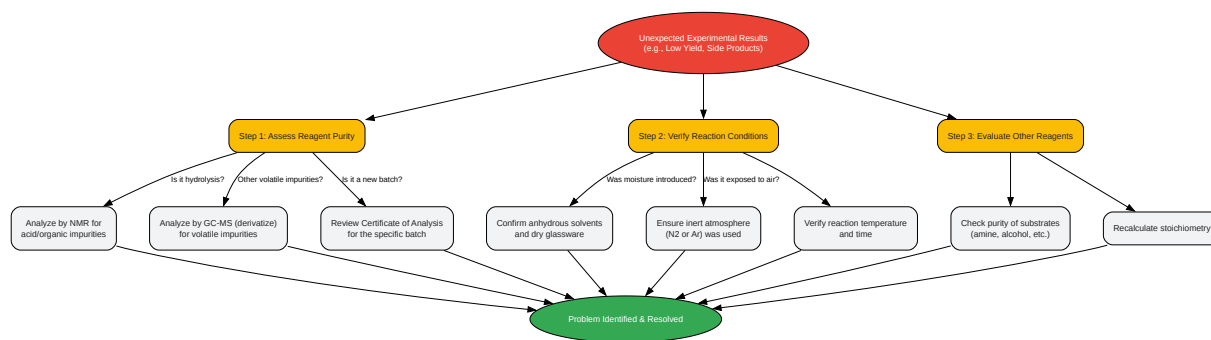 Unexpected Experimental Results
(e.g., Low Yield, Side Products)
Step 1: Assess Reagent Purity
Step 2: Verify Reaction Conditions
Step 3: Evaluate Other Reagents
Is it hydrolysis?
Other volatile impurities?
Is it a new batch?
Was moisture introduced?
Was it exposed to air?
Analyze by NMR for
acid/organic impurities
Analyze by GC-MS (derivatize)
for volatile impurities
Review Certificate of Analysis
for the specific batch
Confirm anhydrous solvents
and dry glassware
Ensure inert atmosphere
(N2 or Ar) was used
Verify reaction temperature
and time
Check purity of substrates
(amine, alcohol, etc.)
Recalculate stoichiometry
Problem Identified & Resolved